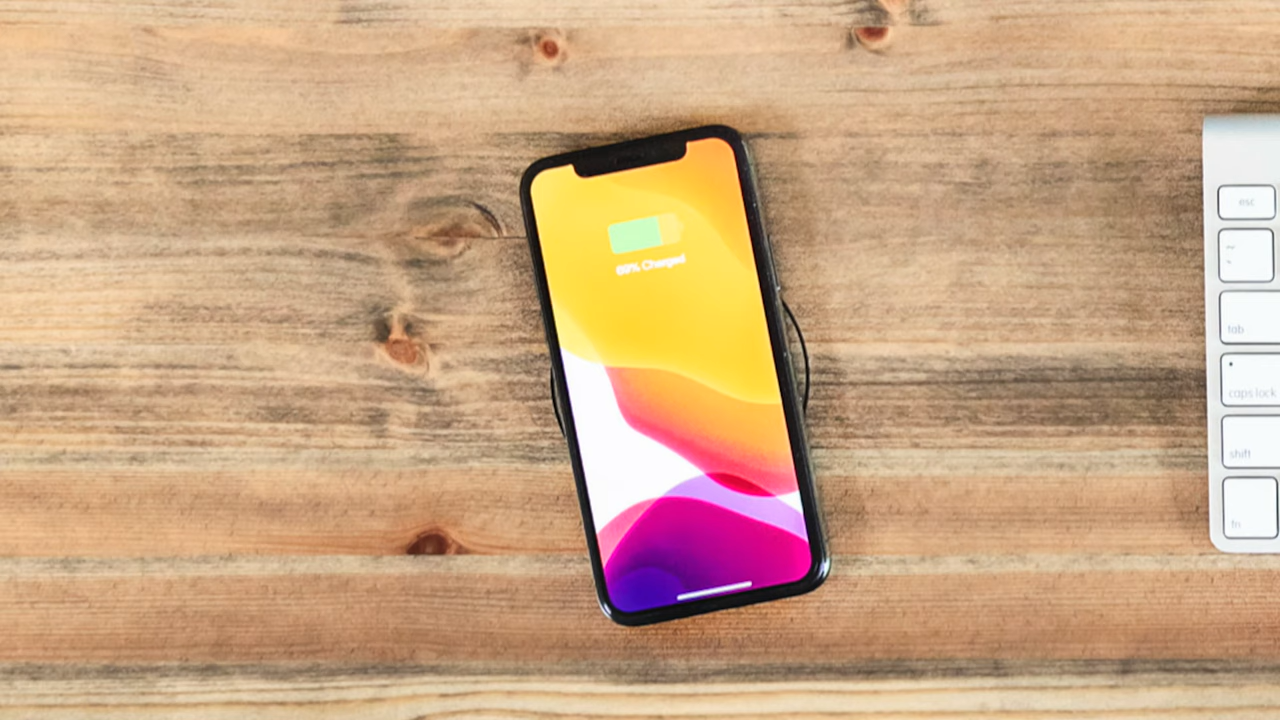 Charged
esc
~
tab
caps lock
shift
fn